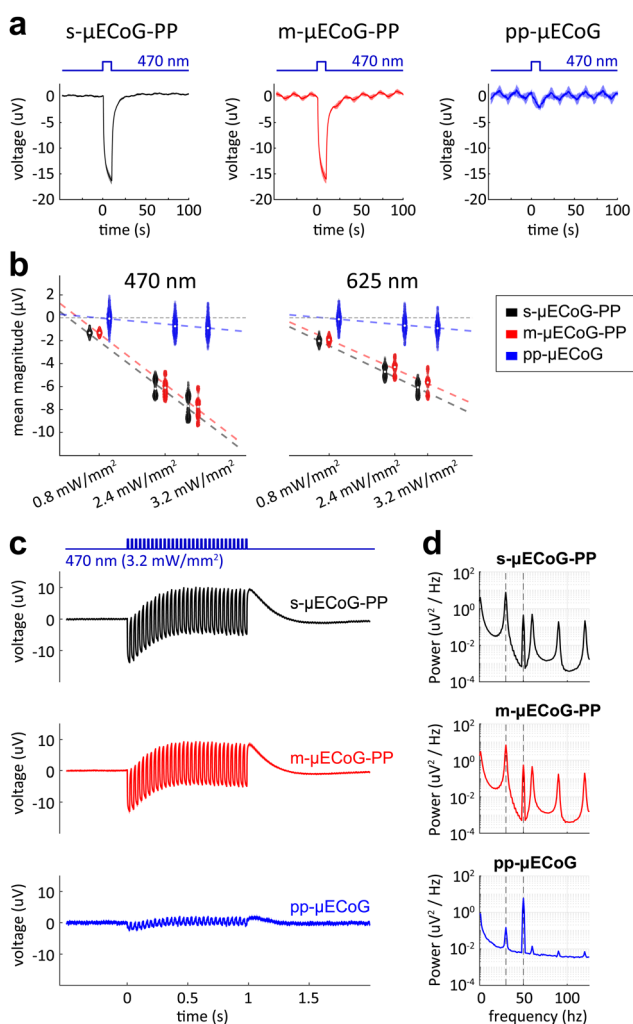 a
s-μECoG-PP
m-μECoG-PP
pp-μECoG
470 nm
470 nm
470 nm
voltage (uV)
0
-5
-10
-15
-20
0
50
100
time (s)
voltage (uV)
0
-5
-10
-15
-20
0
50
100
time (s)
voltage (uV)
0
-5
-10
-15
-20
0
50
100
time (s)
b
470 nm
625 nm
mean magnitude (μV)
2
0
-2
-4
-6
-8
-10
0.8 mW/mm²
2.4 mW/mm²
3.2 mW/mm²
0.8 mW/mm²
2.4 mW/mm²
3.2 mW/mm²
s-μECoG-PP
m-μECoG-PP
pp-μECoG
c
470 nm (3.2 mW/mm²)
voltage (uV)
10
0
-10
s-μECoG-PP
voltage (uV)
10
0
-10
m-μECoG-PP
voltage (uV)
10
0
-10
pp-μECoG
0
0.5
1
1.5
time (s)
d
s-μECoG-PP
Power (uV² / Hz)
10²
10⁰
10⁻²
10⁻⁴
m-μECoG-PP
Power (uV² / Hz)
10²
10⁰
10⁻²
10⁻⁴
pp-μECoG
Power (uV² / Hz)
10²
10⁰
10⁻²
10⁻⁴
0
50
100
frequency (hz)